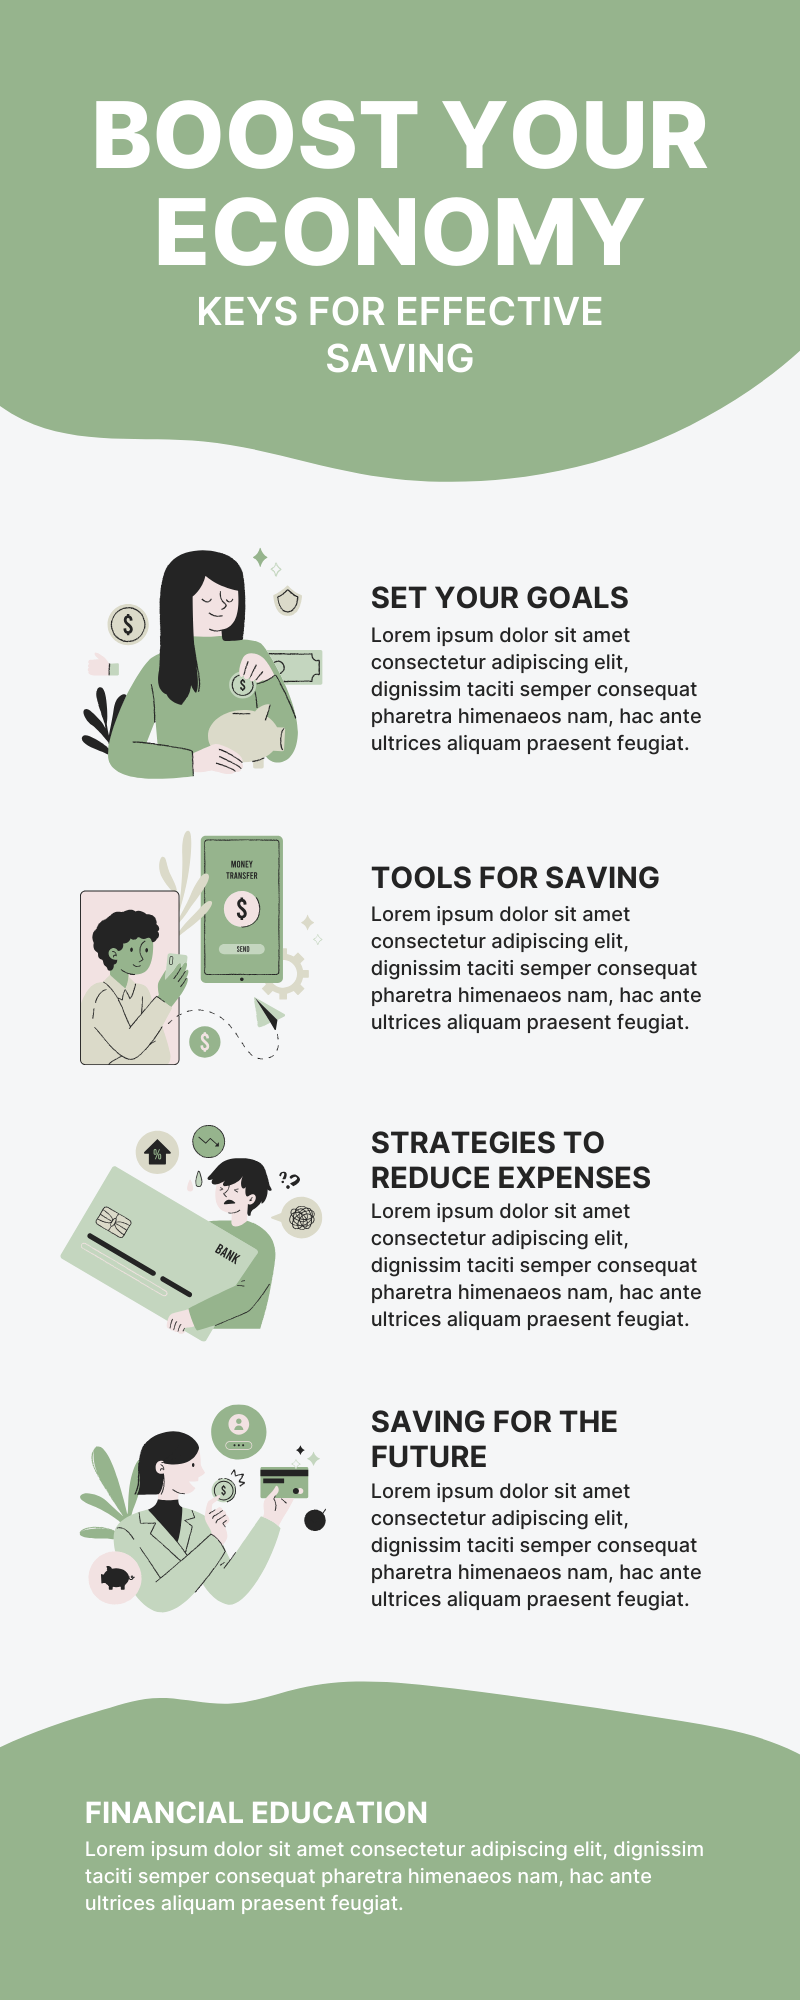 BOOST YOUR
ECONOMY
KEYS FOR EFFECTIVE
SAVING
$
$
SET YOUR GOALS
Lorem ipsum dolor sit amet
consectetur adipiscing elit,
dignissim taciti semper consequat
pharetra himenaeos nam, hac ante
ultrices aliquam praesent feugiat.
MONEY
TRANSFER
$
SEND
$
TOOLS FOR SAVING
Lorem ipsum dolor sit amet
consectetur adipiscing elit,
dignissim taciti semper consequat
pharetra himenaeos nam, hac ante
ultrices aliquam praesent feugiat.
%
??
BANK
STRATEGIES TO
REDUCE EXPENSES
Lorem ipsum dolor sit amet
consectetur adipiscing elit,
dignissim taciti semper consequat
pharetra himenaeos nam, hac ante
ultrices aliquam praesent feugiat.
$
SAVING FOR THE
FUTURE
Lorem ipsum dolor sit amet
consectetur adipiscing elit,
dignissim taciti semper consequat
pharetra himenaeos nam, hac ante
ultrices aliquam praesent feugiat.
FINANCIAL EDUCATION
Lorem ipsum dolor sit amet consectetur adipiscing elit, dignissim
taciti semper consequat pharetra himenaeos nam, hac ante
ultrices aliquam praesent feugiat.